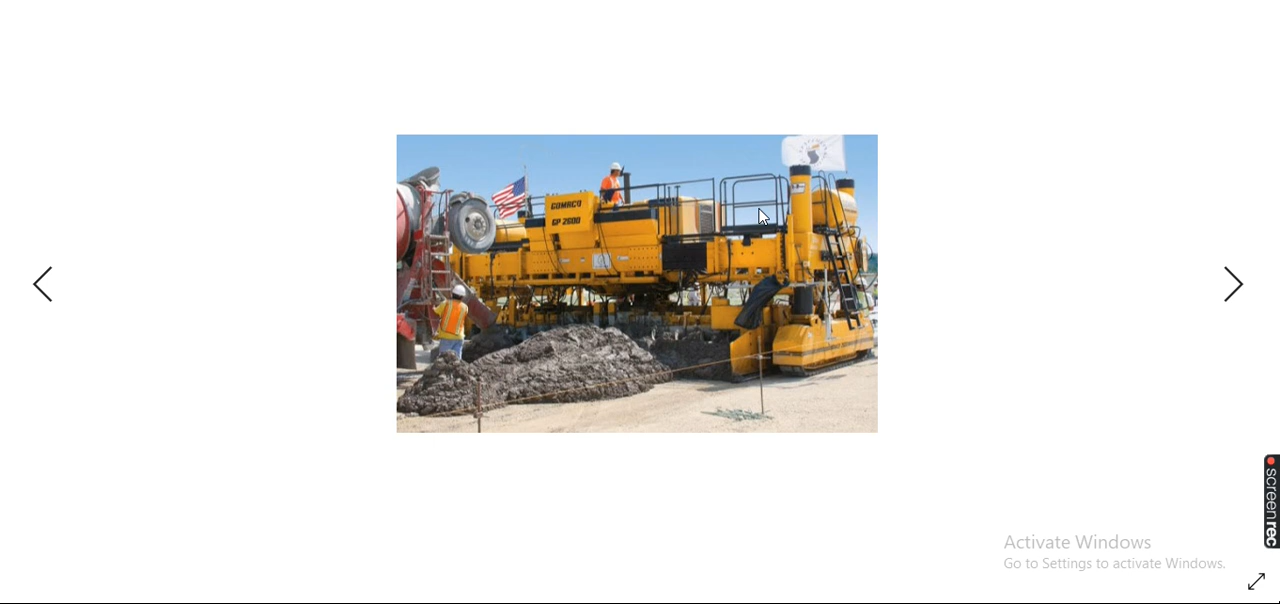 GOMACO
GP 2600
screenrec
Activate Windows
Go to Settings to activate Windows.